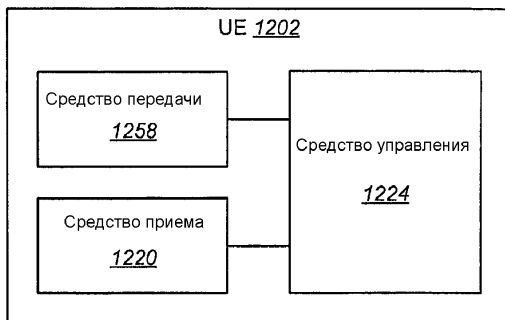 UE 1202
Средство передачи
1258
Средство управления
1224
Средство приема
1220